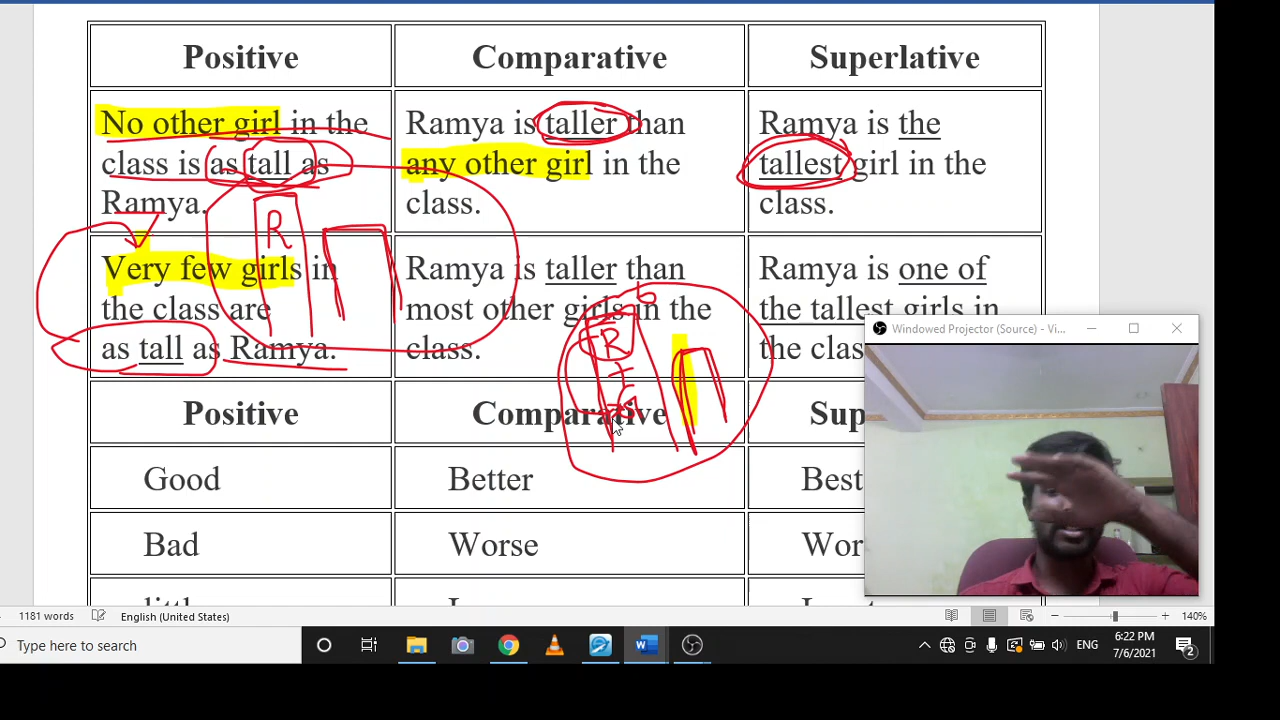 Positive Comparative Superlative
No other girl in the
class is as tall as
Ramya.
Ramya is taller than
any other girl in the
class.
Ramya is the
tallest girl in the
class.
Very few girls in
the class are
as tall as Ramya.
Ramya is taller than
most other girls in the
class.
Ramya is one of
the tallest girls in
the
R
R
6
Windowed Projector (Source) - Vi...
Positive Comparative
Good Better Best
Bad Worse
1181 words English (United States) 140%
Type here to search
ENG
6:22 PM
7/6/2021
2